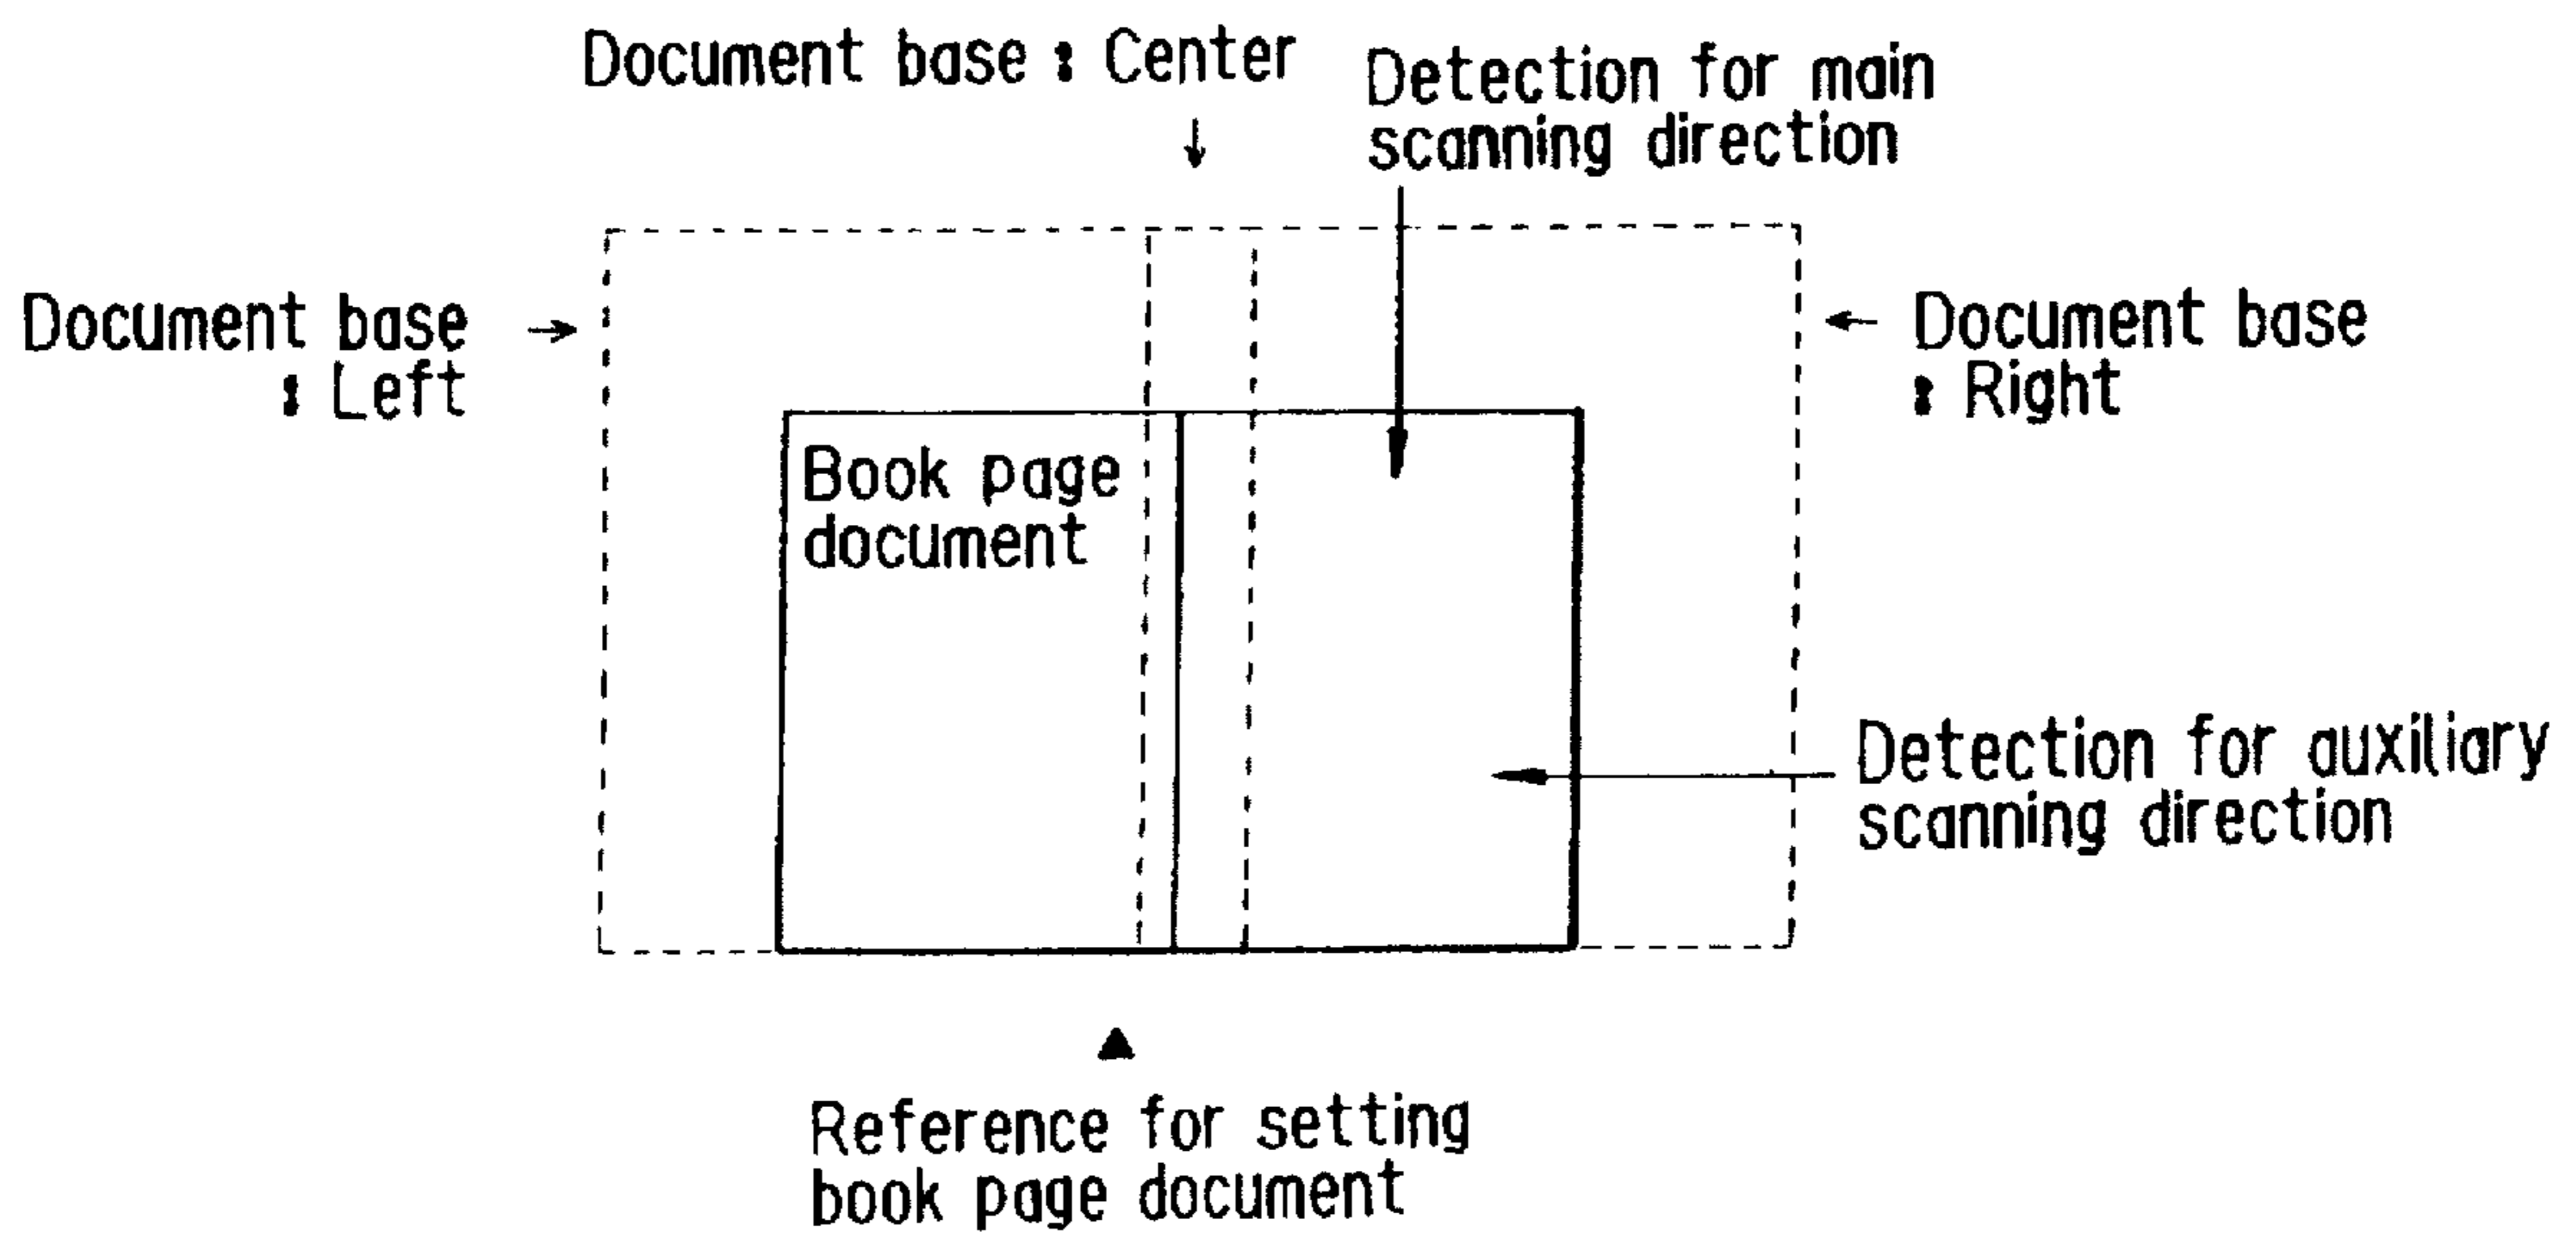 Document base : Center
Detection for main
scanning direction
Document base
: Left
Document base
: Right
Book page
document
Detection for auxiliary
scanning direction
Reference for setting
book page document